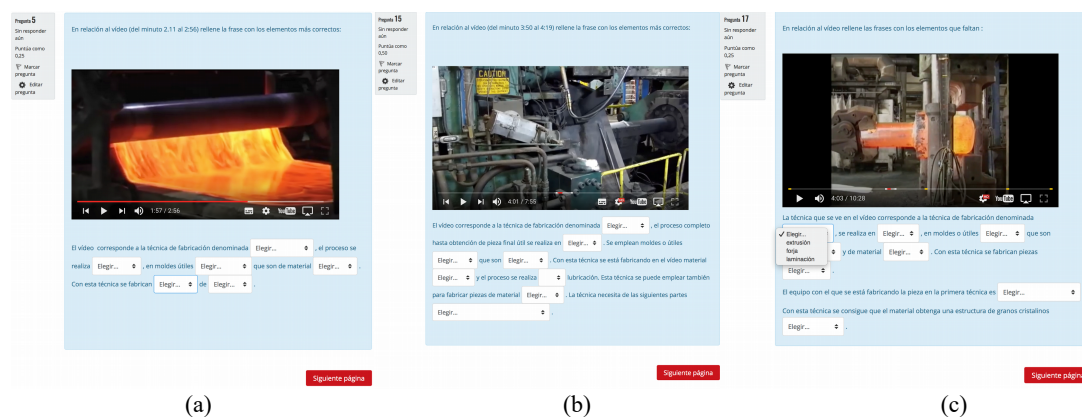 Pregunta 5
Sin responder
aún
Puntúa como
0,25
Marcar
pregunta
Editar
pregunta
En relación al vídeo (del minuto 2.11 al 2:56) rellene la frase con los elementos más correctos:
1:57 / 2:56
YouTube
El vídeo corresponde a la técnica de fabricación denominada Elegir... , el proceso se
realiza Elegir... , en moldes útiles Elegir... que son de material Elegir... .
Con esta técnica se fabrican Elegir... de Elegir... .
Siguiente página
(a)
Pregunta 15
Sin responder
aún
Puntúa como
0,50
Marcar
pregunta
Editar
pregunta
En relación al vídeo (del minuto 3:50 al 4:19) rellene la frase con los elementos más correctos:
CAUTION
4:01 / 7:55
YouTube
El vídeo corresponde a la técnica de fabricación denominada Elegir... , el proceso completo
hasta obtención de pieza final útil se realiza en Elegir... . Se emplean moldes o útiles
Elegir... que son Elegir... . Con esta técnica se está fabricando en el vídeo material
Elegir... y el proceso se realiza lubricación. Esta técnica se puede emplear también
para fabricar piezas de material Elegir... . La técnica necesita de las siguientes partes
Elegir... .
Siguiente página
(b)
Pregunta 17
Sin responder
aún
Puntúa como
0,25
Marcar
pregunta
Editar
pregunta
En relación al vídeo rellene las frases con los elementos que faltan :
4:03 / 10:28
YouTube
La técnica que se ve en el vídeo corresponde a la técnica de fabricación denominada
Elegir...
extrusión
forja
laminación
, se realiza en Elegir... , en moldes o útiles Elegir... que son
y de material Elegir... . Con esta técnica se fabrican piezas
Elegir... .
El equipo con el que se está fabricando la pieza en la primera técnica es Elegir...
Con esta técnica se consigue que el material obtenga una estructura de granos cristalinos
Elegir... .
Siguiente página
(c)